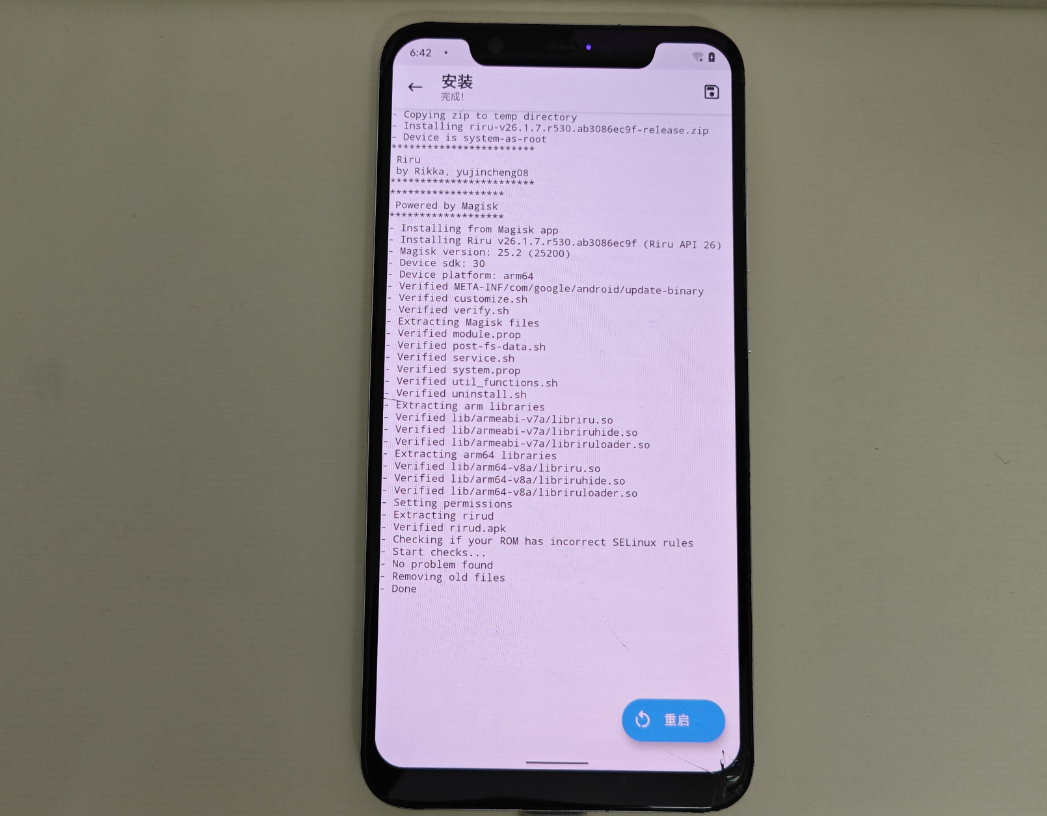 6:42
安装
完成!
- Copying zip to temp directory
- Installing riru-v26.1.7.r530.ab3086ec9f-release.zip
- Device is system-as-root
************************
Riru
by Rikka, yujincheng08
************************
*******************
Powered by Magisk
*******************
- Installing from Magisk app
- Installing Riru v26.1.7.r530.ab3086ec9f (Riru API 26)
- Magisk version: 25.2 (25200)
- Device sdk: 30
- Device platform: arm64
- Verified META-INF/com/google/android/update-binary
- Verified customize.sh
- Verified verify.sh
- Extracting Magisk files
- Verified module.prop
- Verified post-fs-data.sh
- Verified service.sh
- Verified system.prop
- Verified util_functions.sh
- Verified uninstall.sh
- Extracting arm libraries
- Verified lib/armeabi-v7a/libriru.so
- Verified lib/armeabi-v7a/libriruhide.so
- Verified lib/armeabi-v7a/libriruloader.so
- Extracting arm64 libraries
- Verified lib/arm64-v8a/libriru.so
- Verified lib/arm64-v8a/libriruhide.so
- Verified lib/arm64-v8a/libriruloader.so
- Setting permissions
- Extracting rirud
- Verified rirud.apk
- Checking if your ROM has incorrect SELinux rules
- Start checks...
- No problem found
- Removing old files
- Done
重启